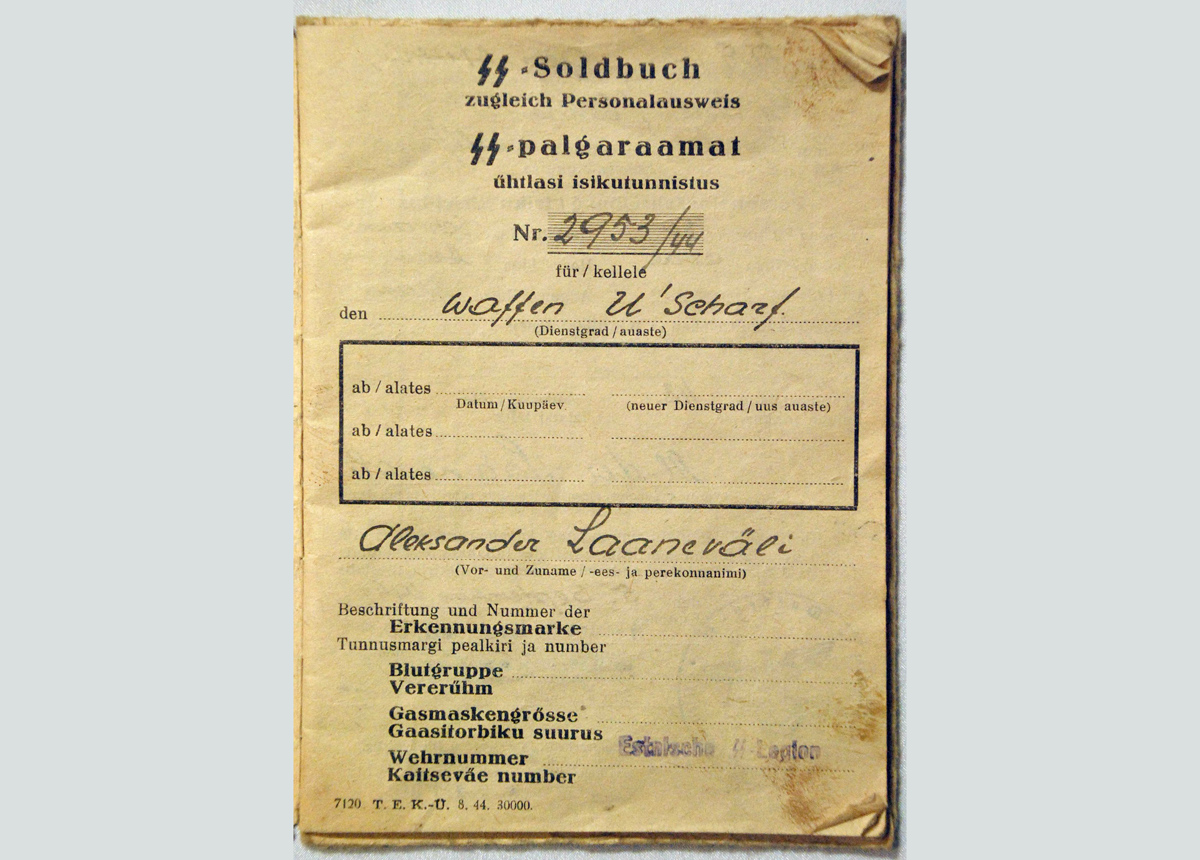 ϟϟ-Soldbuch
zugleich Personalausweis
ϟϟ-palgaraamat
űhtlasi isikutunnistus
Nr. 2953/44
für / kellele
den Waffen U'Scharf.
(Dienstgrad / auaste)
ab / alates
Datum / Kuupäev (neuer Dienstgrad / uus auaste)
ab / alates
ab / alates
Aleksander Laaneväli
(Vor- und Zuname / -ees- ja perekonnanimi)
Beschriftung und Nummer der
Erkennungsmarke
Tunnusmargi pealkiri ja number
Blutgruppe
Vererűhm
Gasmaskengrősse
Gaasitorbiku suurus
Estnische ϟϟ-Legion
Wehrnummer
Kaitseväe number
7120 T. E. K.-Ü. 8. 44. 30000.